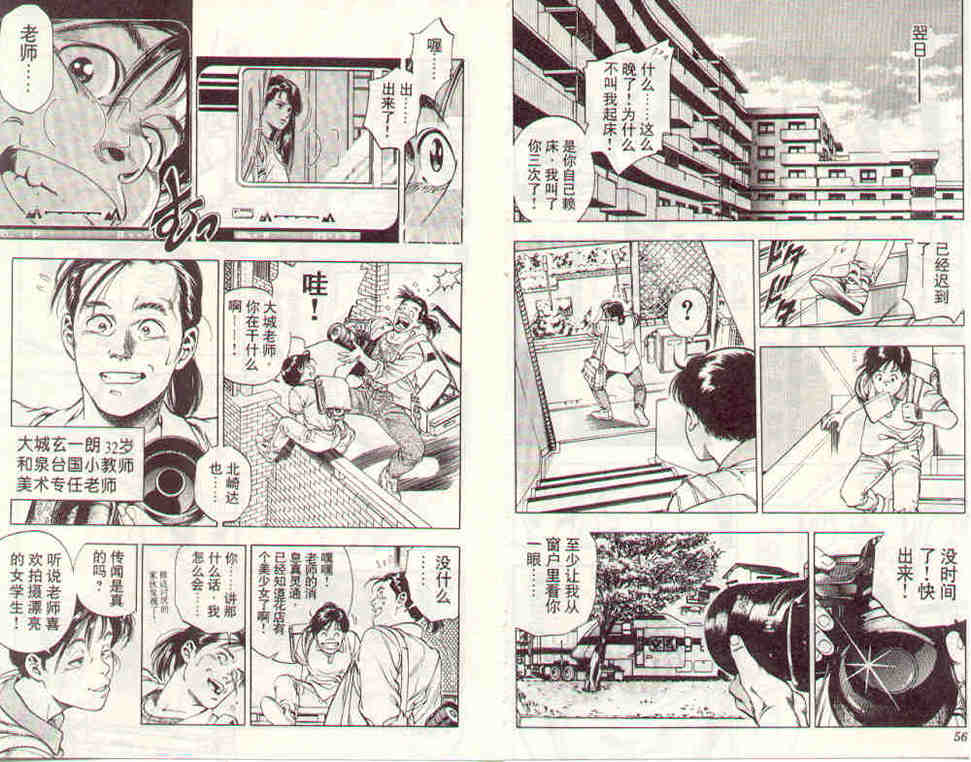 翌日——
什么……这么
晚了！为什么
不叫我起床！
是你自己赖
床．我叫了
你三次了！
已经迟到
了——
？
没时间
了！快
出来！
至少让我从
窗户里看你
一眼……
56
嘿……
出……
出来了！
老师……
むっ
哇！
大城老师．
你在干什么
啊——！
北崎达
也……
大城玄一朗 32岁
和泉台国小教师
美术专任老师
没什么
嘿嘿！
老师的消
息真灵通．
已经知道花店有
个美少女了啊！
你……讲那
什么话．我
怎么会……
传闻是真
的吗？
听说老师喜
欢拍摄漂亮
的女学生！